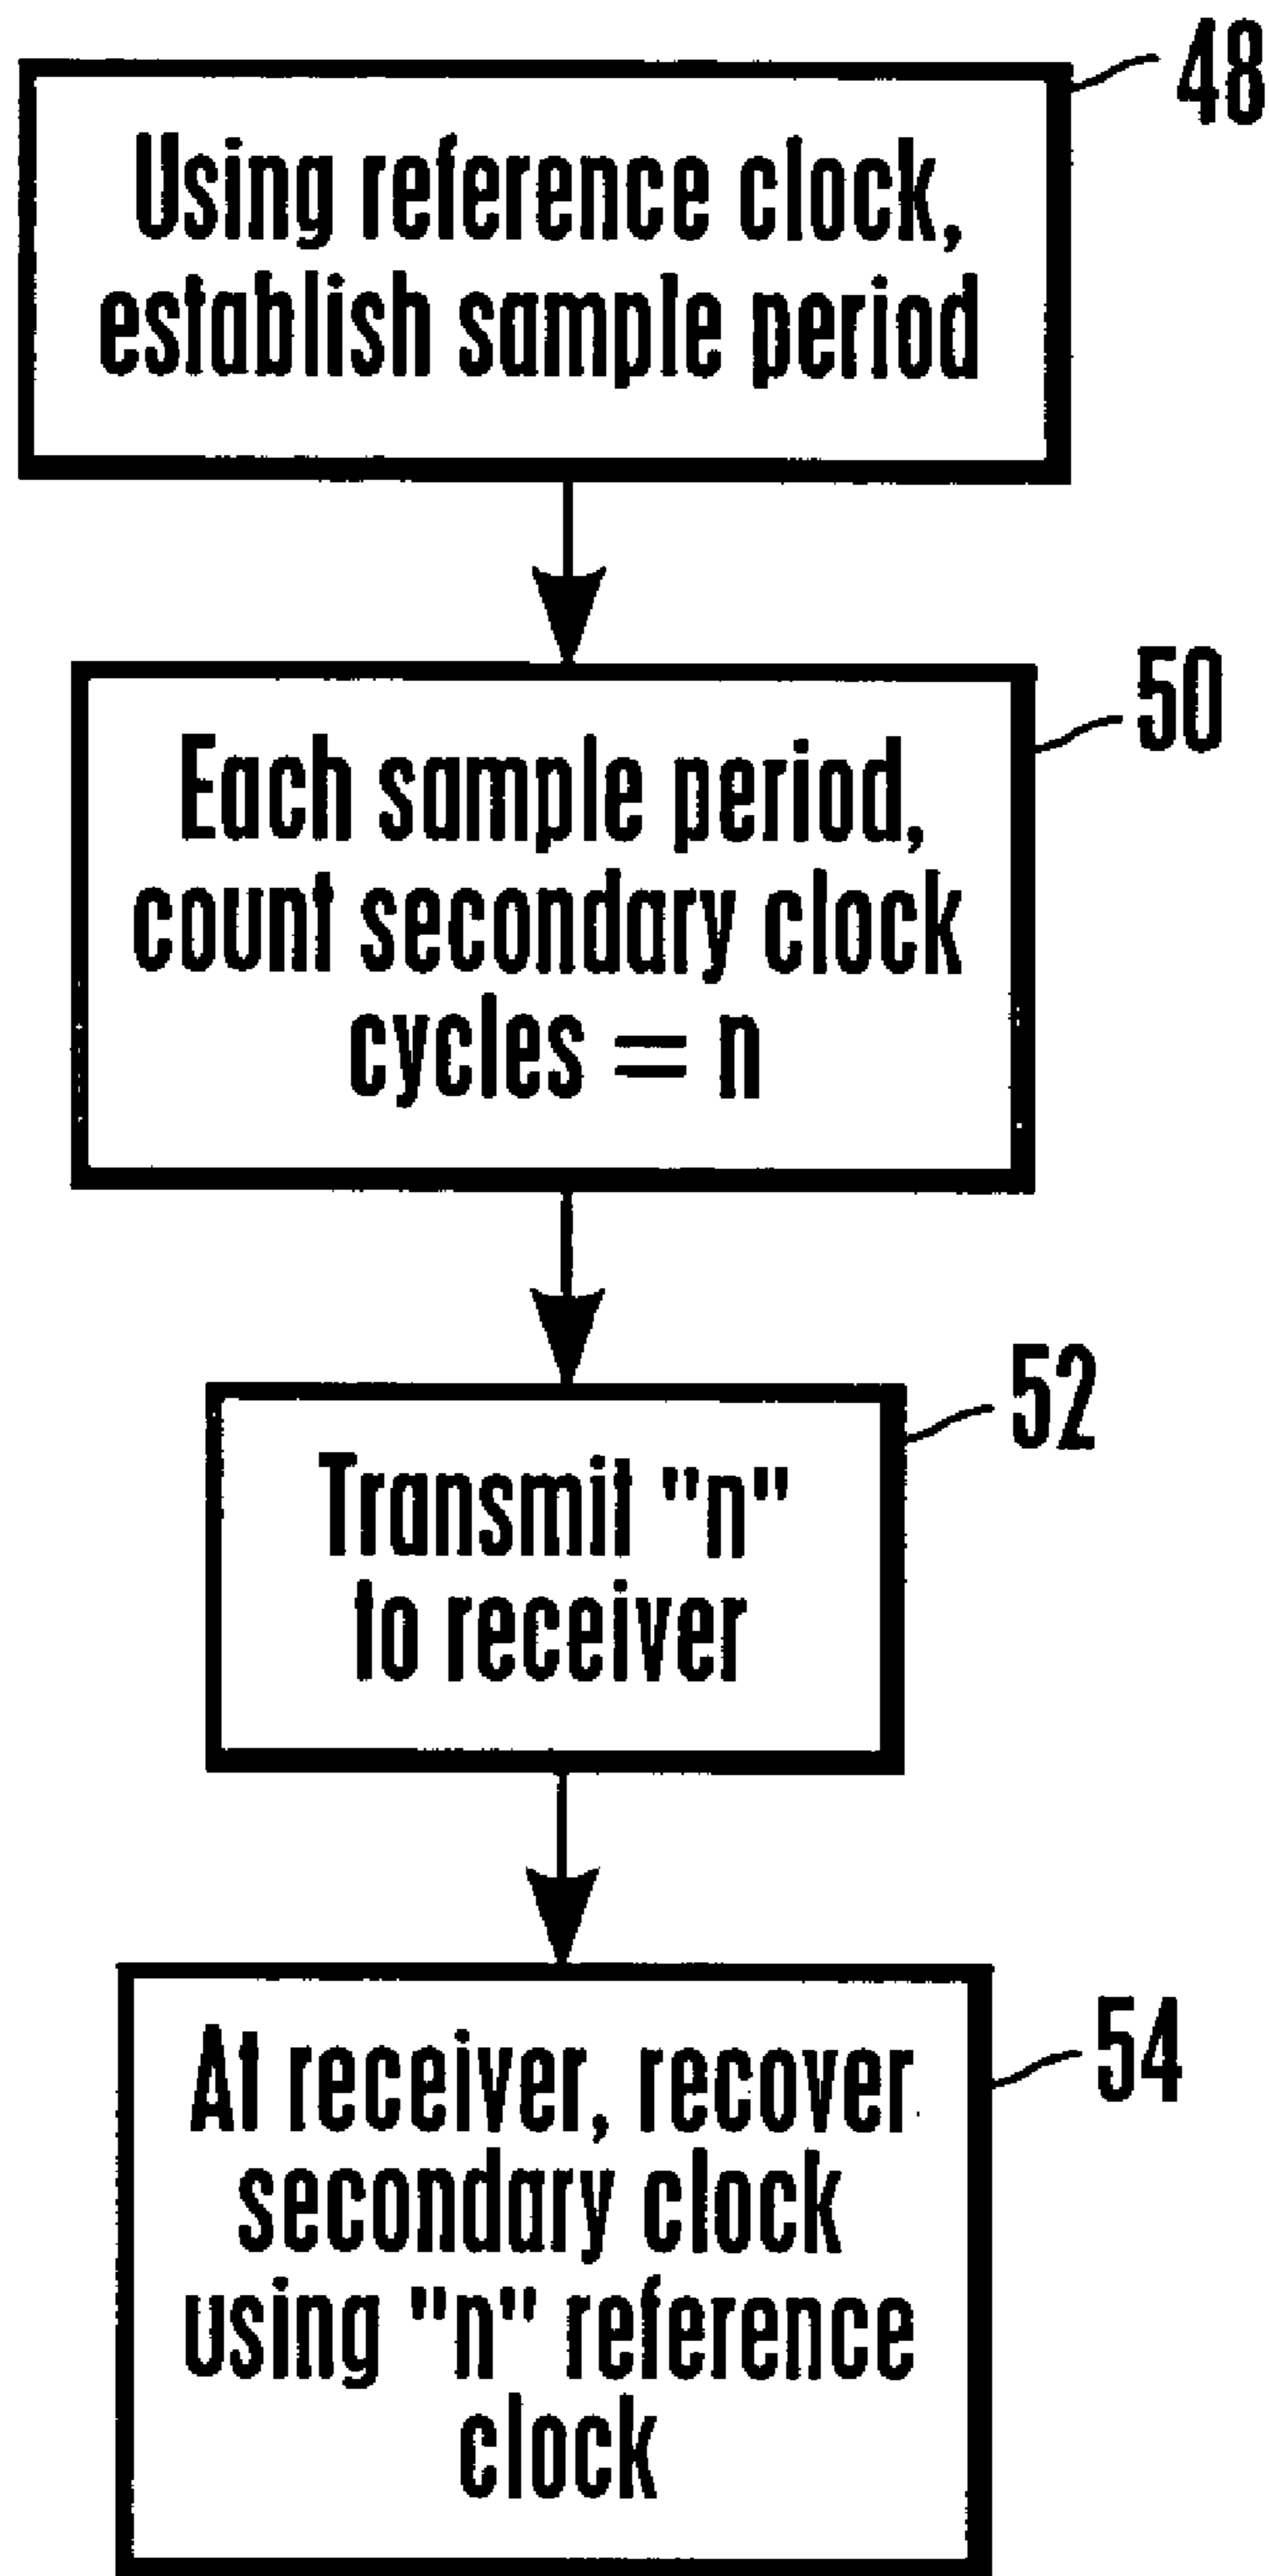 48
Using reference clock,
establish sample period
50
Each sample period,
count secondary clock
cycles = n
52
Transmit "n"
to receiver
54
At receiver, recover
secondary clock
using "n" reference
clock